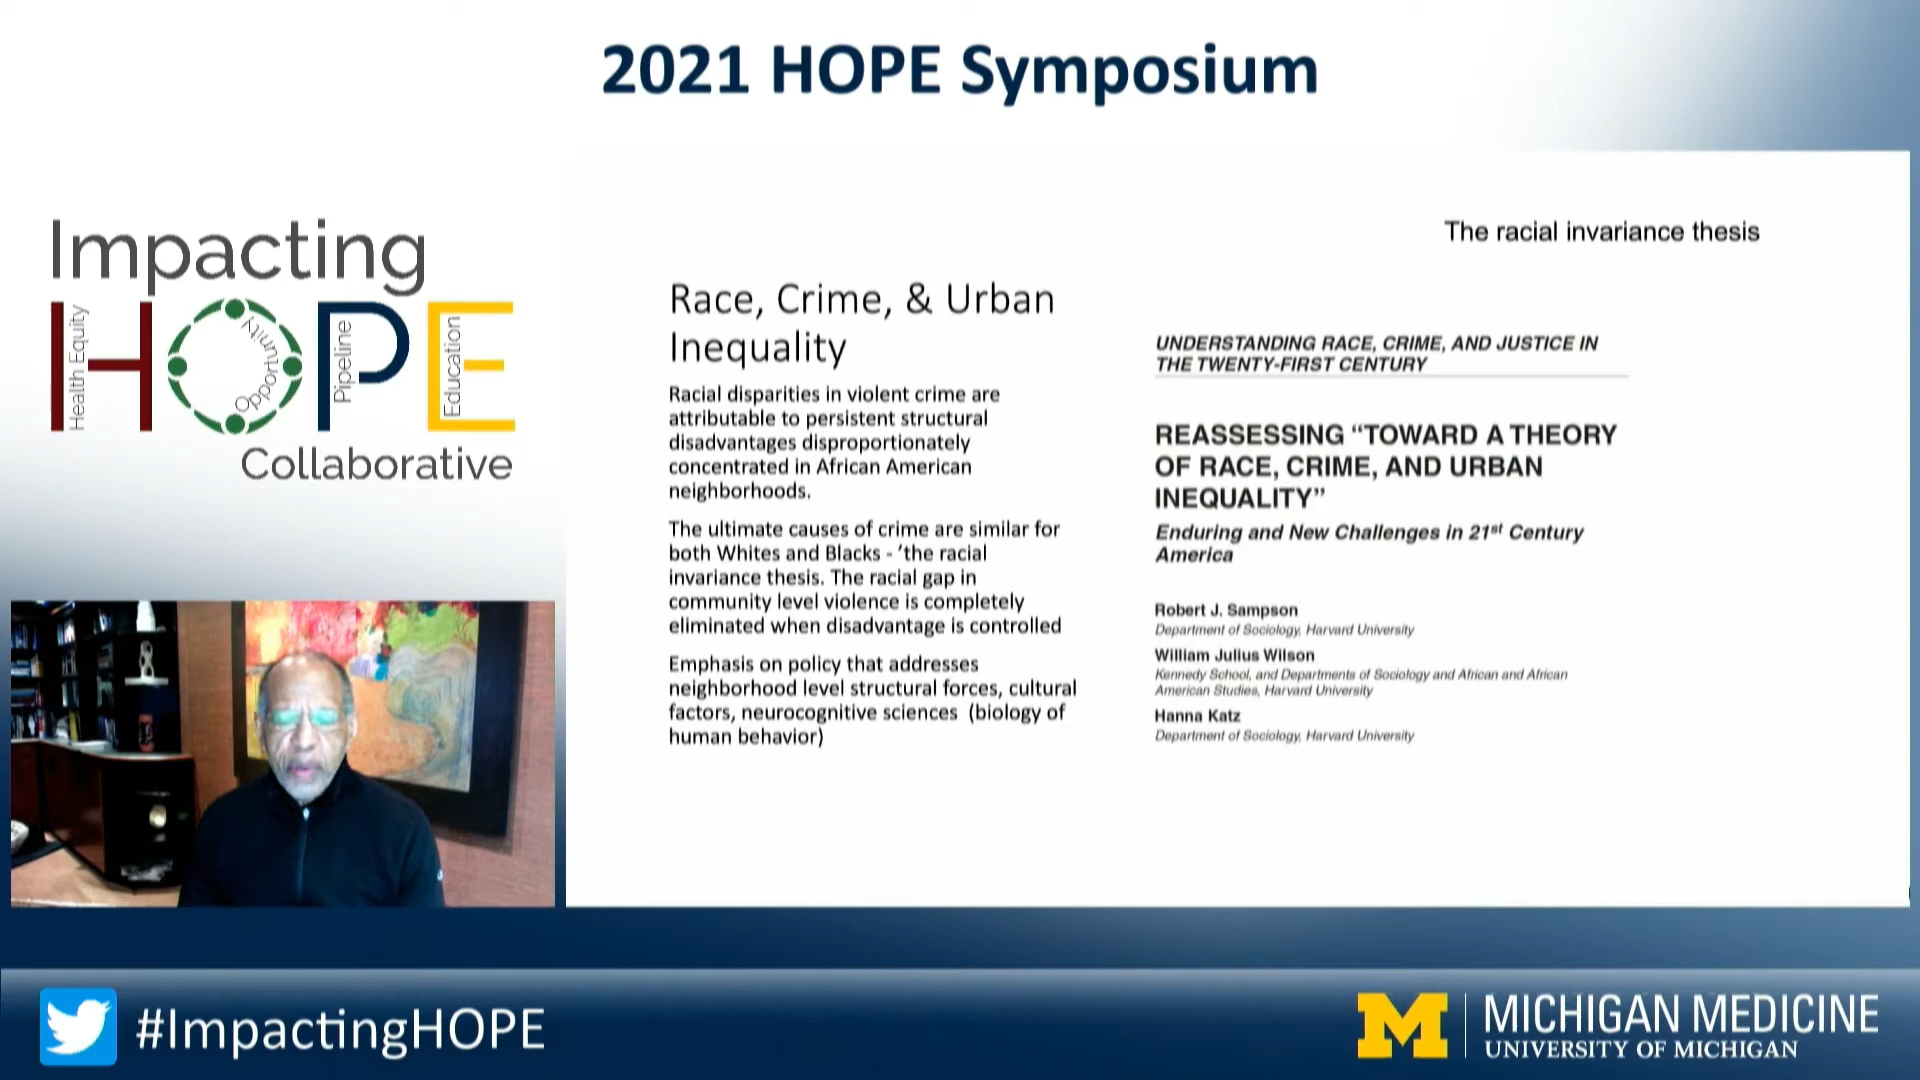 2021 HOPE Symposium
Impacting
HOPE
Health Equity
Opportunity
Pipeline
Education
Collaborative
The racial invariance thesis
Race, Crime, & Urban
Inequality
Racial disparities in violent crime are
attributable to persistent structural
disadvantages disproportionately
concentrated in African American
neighborhoods.
The ultimate causes of crime are similar for
both Whites and Blacks - ‘the racial
invariance thesis. The racial gap in
community level violence is completely
eliminated when disadvantage is controlled
Emphasis on policy that addresses
neighborhood level structural forces, cultural
factors, neurocognitive sciences (biology of
human behavior)
UNDERSTANDING RACE, CRIME, AND JUSTICE IN
THE TWENTY-FIRST CENTURY
REASSESSING “TOWARD A THEORY
OF RACE, CRIME, AND URBAN
INEQUALITY”
Enduring and New Challenges in 21st Century
America
Robert J. Sampson
Department of Sociology, Harvard University
William Julius Wilson
Kennedy School, and Departments of Sociology and African and African
American Studies, Harvard University
Hanna Katz
Department of Sociology, Harvard University
#ImpactingHOPE
M
MICHIGAN MEDICINE
UNIVERSITY OF MICHIGAN